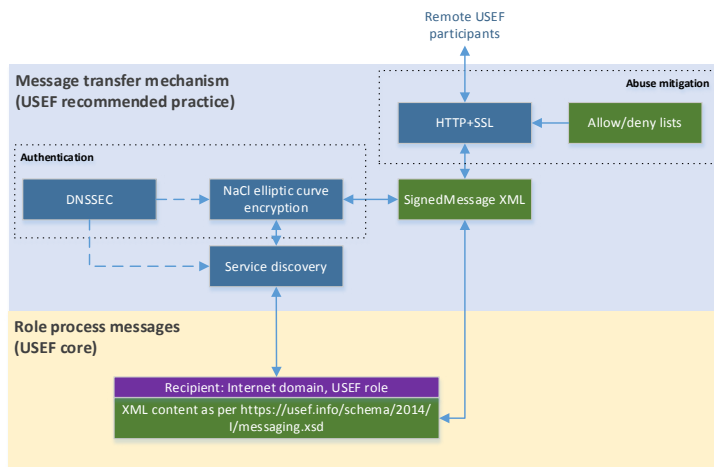 Remote USEF
participants
Message transfer mechanism
(USEF recommended practice)
Abuse mitigation
HTTP+SSL
Allow/deny lists
Authentication
DNSSEC
NaCl elliptic curve
encryption
SignedMessage XML
Service discovery
Role process messages
(USEF core)
Recipient: Internet domain, USEF role
XML content as per https://usef.info/schema/2014/
I/messaging.xsd